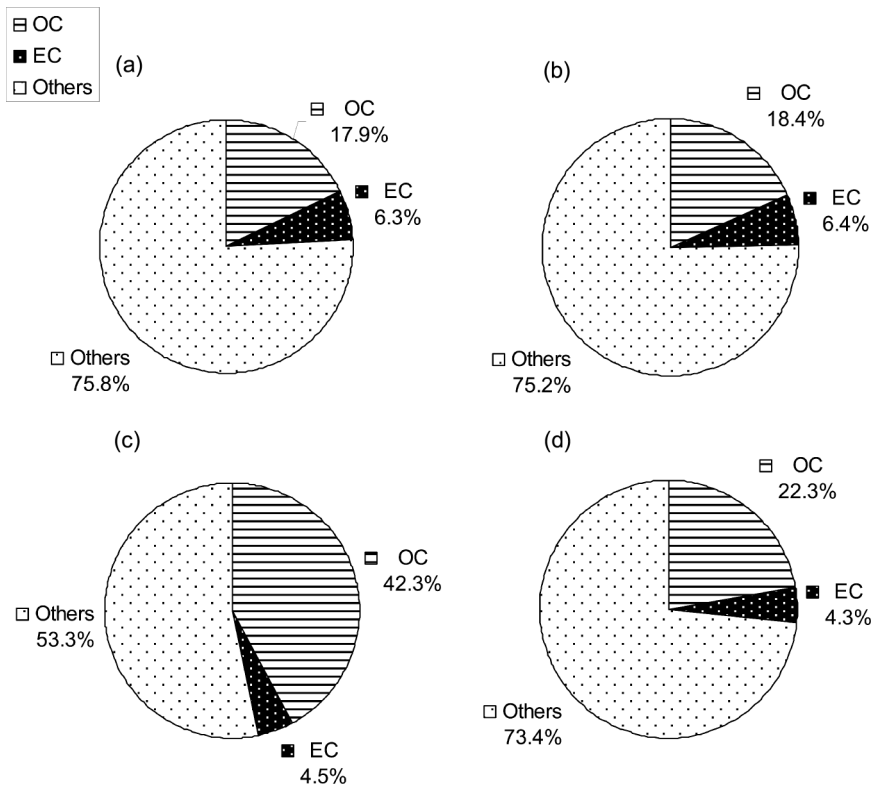 OC
EC
Others
(a)
OC
17.9%
EC
6.3%
Others
75.8%
(b)
OC
18.4%
EC
6.4%
Others
75.2%
(c)
OC
42.3%
Others
53.3%
EC
4.5%
(d)
OC
22.3%
EC
4.3%
Others
73.4%